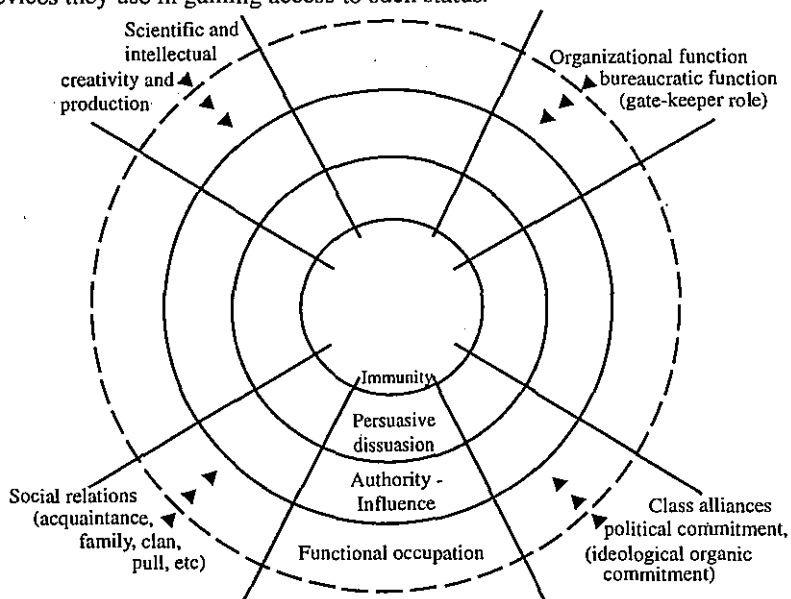 they use in gaining access to such status.
Scientific and
intellectual
creativity and
production
Organizational function
bureaucratic function
(gate-keeper role)
Immunity
Persuasive
dissuasion
Authority -
Influence
Functional occupation
Social relations
(acquaintance,
family, clan,
pull, etc)
Class alliances
political commitment,
(ideological organic
commitment)